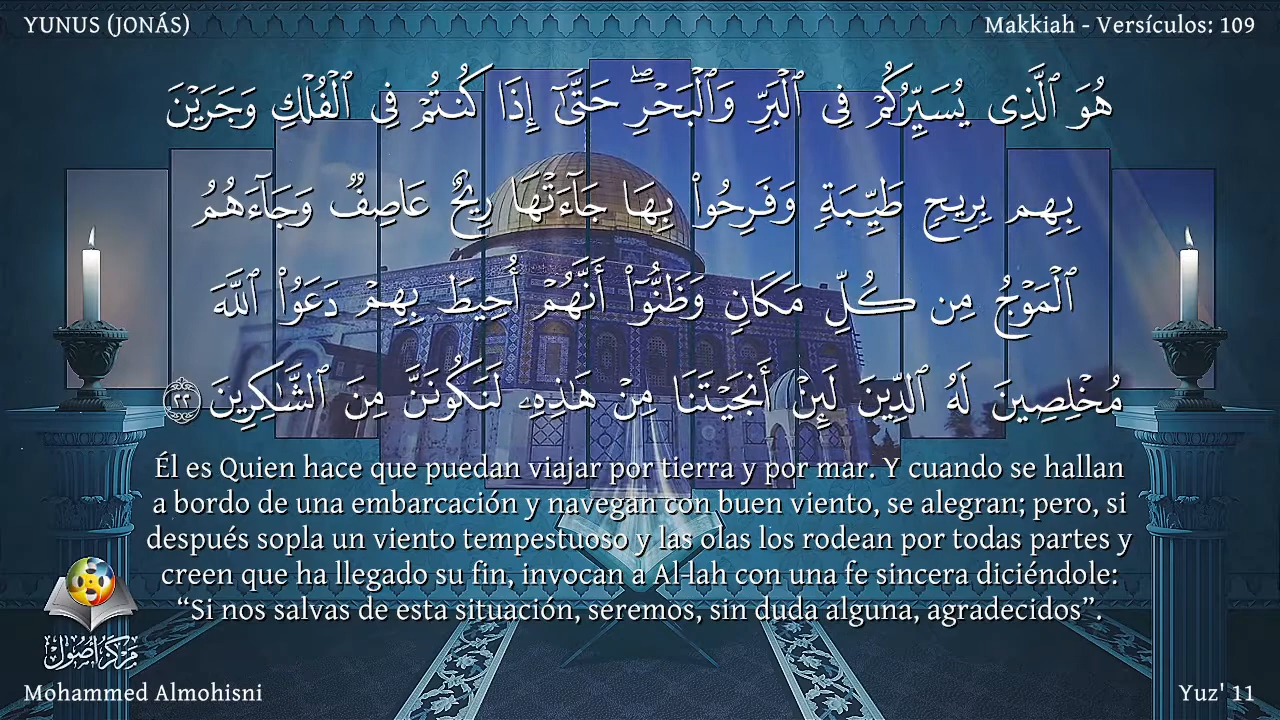 YUNUS (JONÁS)
Makkiah - Versículos: 109
هُوَ ٱلَّذِى يُسَيِّرُكُمْ فِى ٱلْبَرِّ وَٱلْبَحْرِ ۖ حَتَّىٰٓ إِذَا كُنتُمْ فِى ٱلْفُلْكِ وَجَرَيْنَ
بِهِم بِرِيحٍ طَيِّبَةٍ وَفَرِحُوا۟ بِهَا جَآءَتْهَا رِيحٌ عَاصِفٌ وَجَآءَهُمُ
ٱلْمَوْجُ مِن كُلِّ مَكَانٍ وَظَنُّوٓا۟ أَنَّهُمْ أُحِيطَ بِهِمْ دَعَوُا۟ ٱللَّهَ
مُخْلِصِينَ لَهُ ٱلدِّينَ لَئِنْ أَنجَيْتَنَا مِنْ هَـٰذِهِۦ لَنَكُونَنَّ مِنَ ٱلشَّـٰكِرِينَ ٢٢
Él es Quien hace que puedan viajar por tierra y por mar. Y cuando se hallan
a bordo de una embarcación y navegan con buen viento, se alegran; pero, si
después sopla un viento tempestuoso y las olas los rodean por todas partes y
creen que ha llegado su fin, invocan a Al-lah con una fe sincera diciéndole:
“Si nos salvas de esta situación, seremos, sin duda alguna, agradecidos”.
مركز أصول
Mohammed Almohisni
Yuz' 11